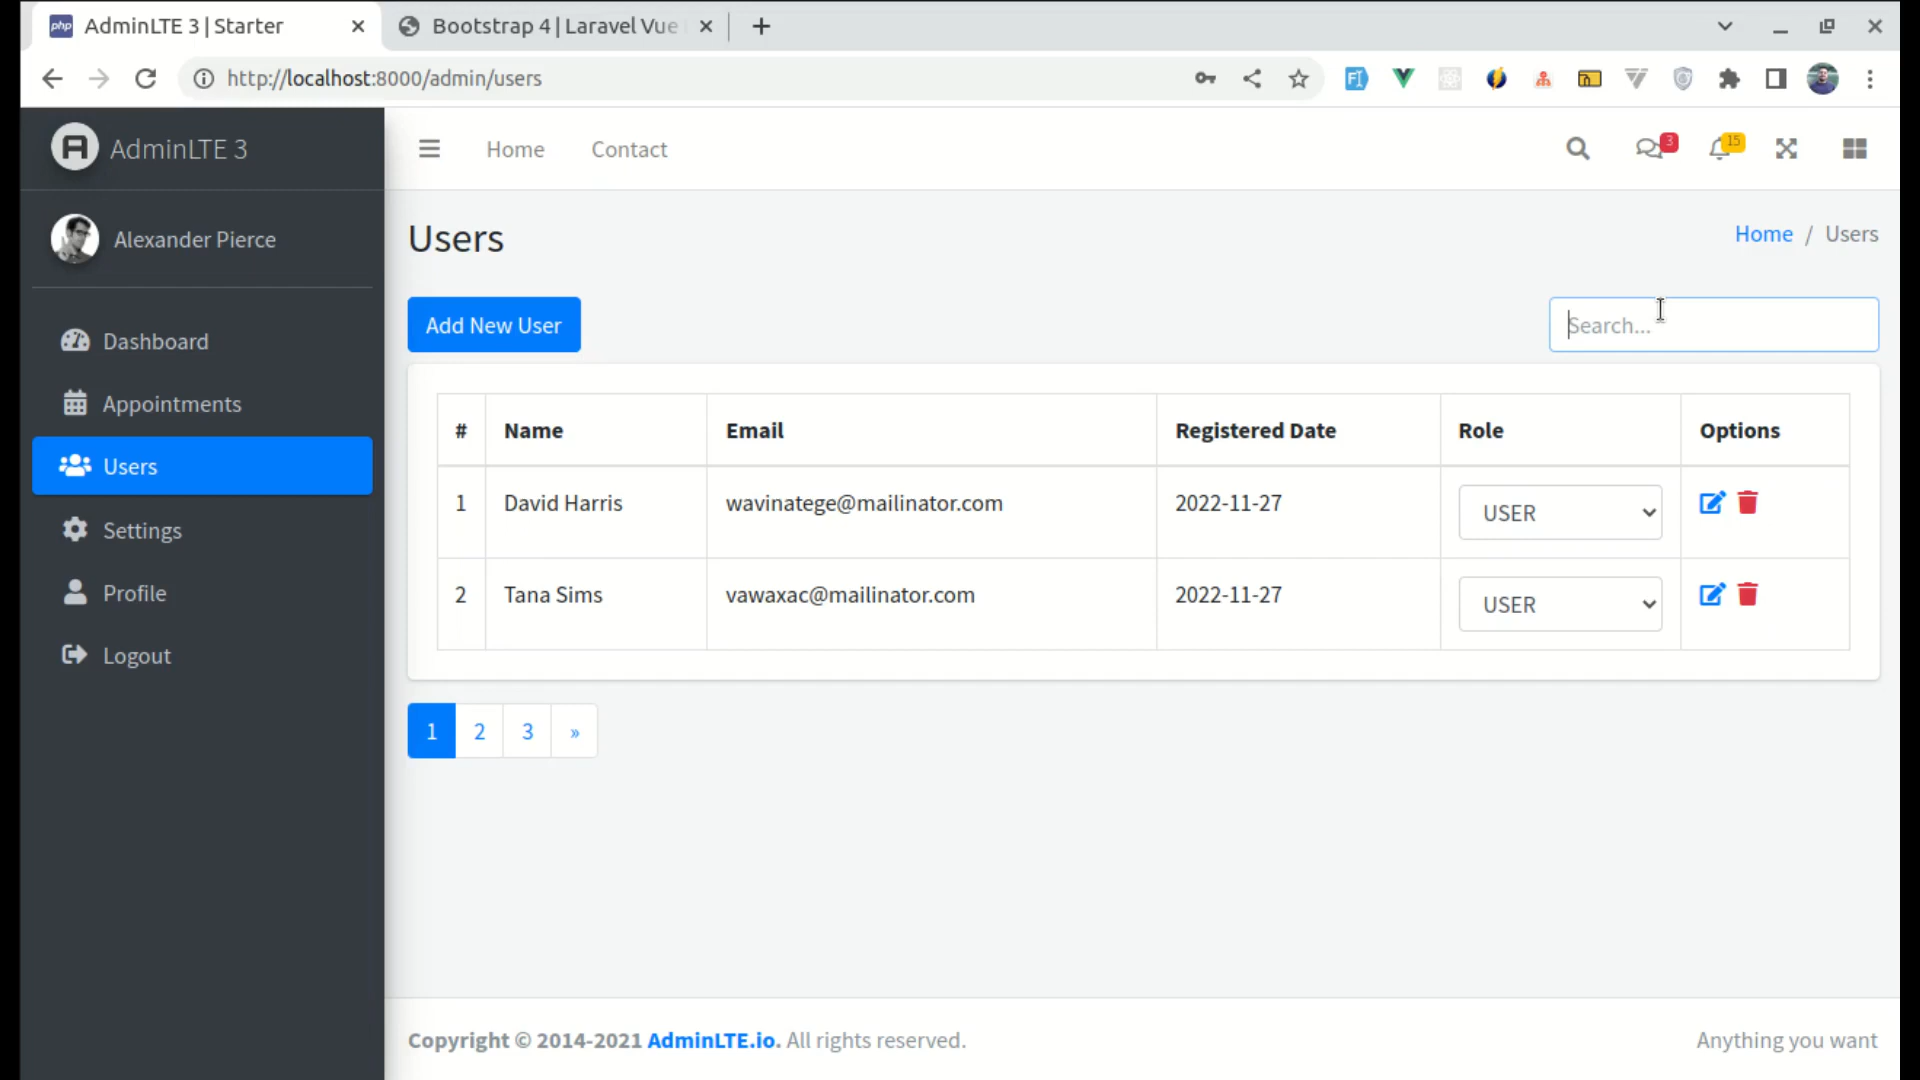 AdminLTE 3 | Starter
Bootstrap 4 | Laravel Vue
http://localhost:8000/admin/users
AdminLTE 3
Home Contact
3
15
Alexander Pierce
Users
Home / Users
Add New User
Search...
Dashboard
Appointments
Users
Settings
Profile
Logout
# Name Email Registered Date Role Options
1 David Harris wavinatege@mailinator.com 2022-11-27 USER
2 Tana Sims vawaxac@mailinator.com 2022-11-27 USER
1 2 3 »
Copyright © 2014-2021 AdminLTE.io. All rights reserved.
Anything you want